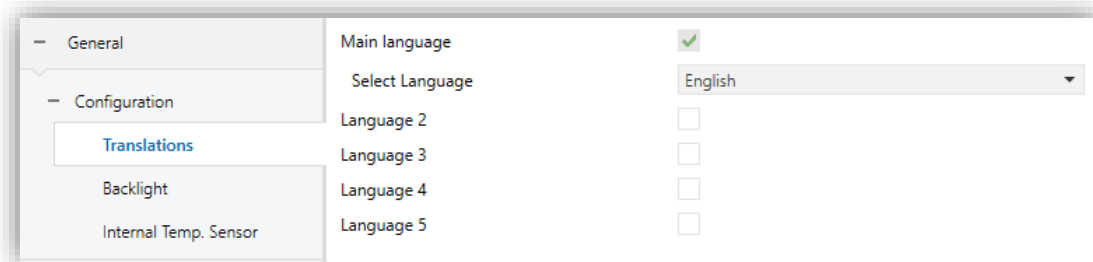 General
Configuration
Translations
Backlight
Internal Temp. Sensor
Main language
Select Language English
Language 2
Language 3
Language 4
Language 5